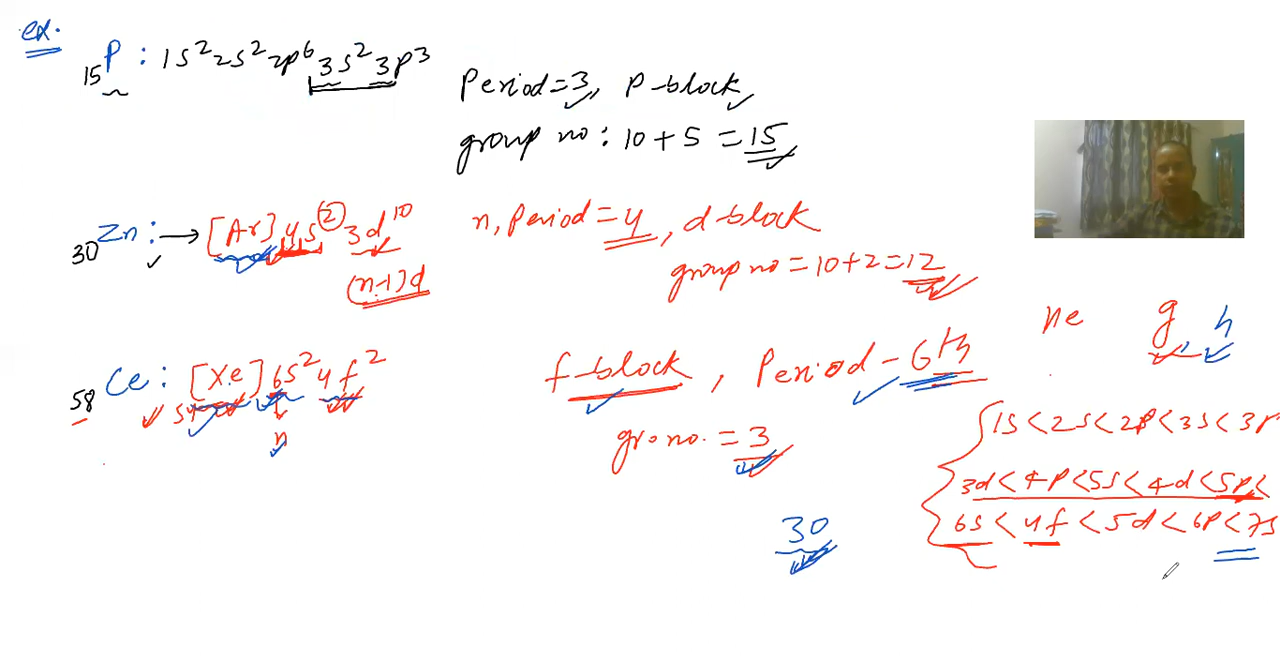 ex.
15P : 1s² 2s² 2p⁶ 3s² 3p³
Period = 3, p-block
group no : 10 + 5 = 15
30Zn : → [Ar] 4s² 3d¹⁰
(n-1)d
n, Period = 4, d-block
group no = 10 + 2 = 12
ne g, h
58Ce : [Xe] 6s² 4f²
54
n
f-block, Period - 6th
gr. no. = 3
1s < 2s < 2p < 3s < 3p
3d < 4p < 5s < 4d < 5p <
6s < 4f < 5d < 6p < 7s
30